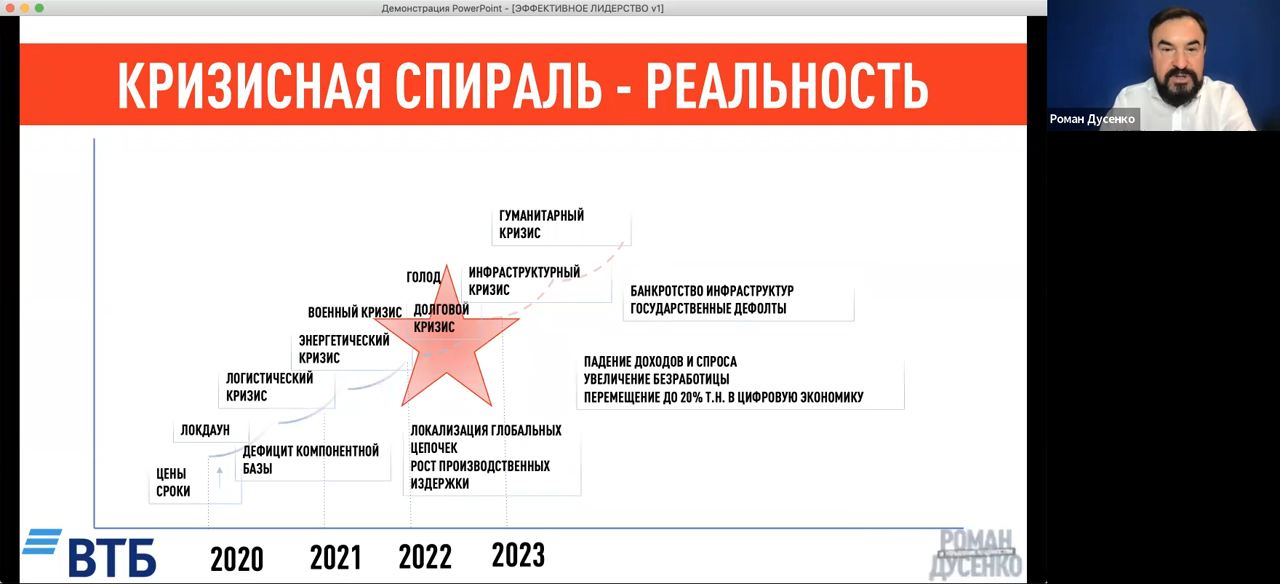 Демонстрация PowerPoint - [ЭФФЕКТИВНОЕ ЛИДЕРСТВО v1]
КРИЗИСНАЯ СПИРАЛЬ - РЕАЛЬНОСТЬ
Роман Дусенко
ГУМАНИТАРНЫЙ
КРИЗИС
ГОЛОД
ИНФРАСТРУКТУРНЫЙ
КРИЗИС
БАНКРОТСТВО ИНФРАСТРУКТУР
ГОСУДАРСТВЕННЫЕ ДЕФОЛТЫ
ВОЕННЫЙ КРИЗИС
ДОЛГОВОЙ
КРИЗИС
ЭНЕРГЕТИЧЕСКИЙ
КРИЗИС
ПАДЕНИЕ ДОХОДОВ И СПРОСА
УВЕЛИЧЕНИЕ БЕЗРАБОТИЦЫ
ПЕРЕМЕЩЕНИЕ ДО 20% Т.Н. В ЦИФРОВУЮ ЭКОНОМИКУ
ЛОГИСТИЧЕСКИЙ
КРИЗИС
ЛОКДАУН
ДЕФИЦИТ КОМПОНЕНТНОЙ
БАЗЫ
ЛОКАЛИЗАЦИЯ ГЛОБАЛЬНЫХ
ЦЕПОЧЕК
РОСТ ПРОИЗВОДСТВЕННЫХ
ИЗДЕРЖКИ
ЦЕНЫ
СРОКИ
ВТБ
2020
2021
2022
2023
РОМАН
ДУСЕНКО